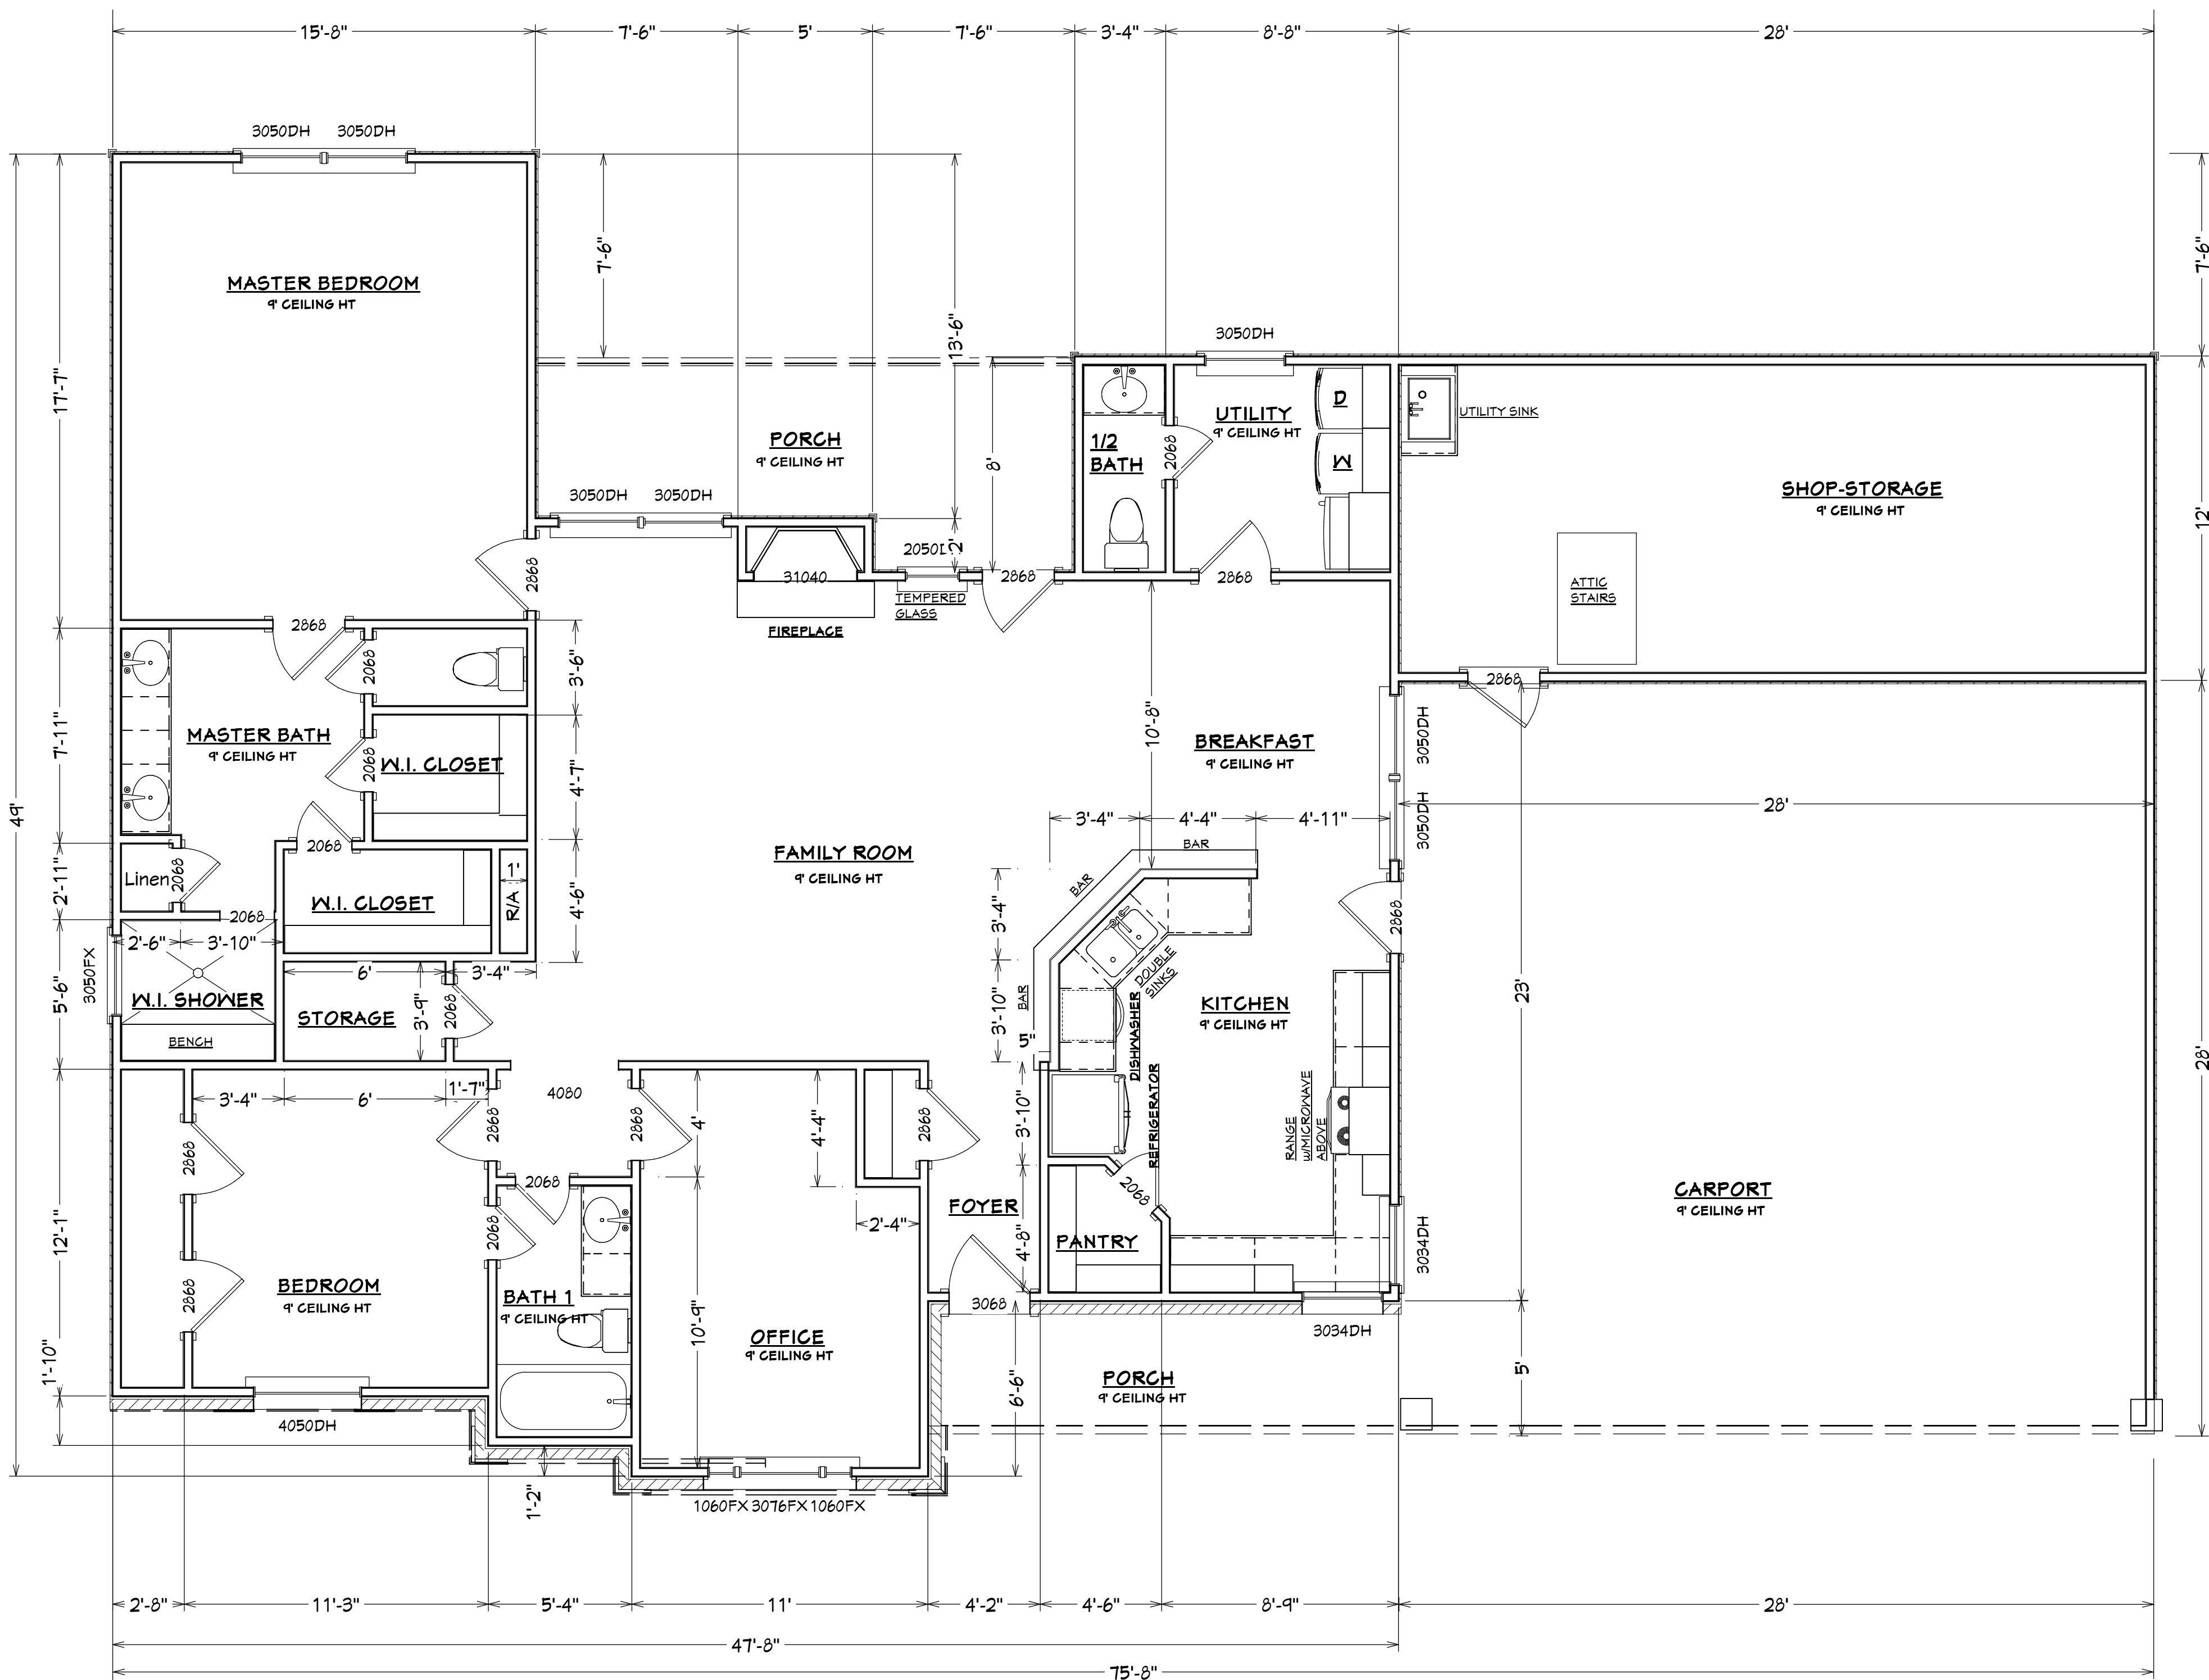 15'-8"
7'-6"
5'
7'-6"
3'-4"
8'-8"
28'
3050DH 3050DH
MASTER BEDROOM
9' CEILING HT
7'-6"
13'-6"
7'-6"
49'
17'-7"
3050DH
8'
PORCH
9' CEILING HT
1/2
BATH
2068
UTILITY
9' CEILING HT
D
W
UTILITY SINK
SHOP-STORAGE
9' CEILING HT
12'
3050DH 3050DH
2'
31040
FIREPLACE
TEMPERED
GLASS
2868
2868
2868
ATTIC
STAIRS
2868
2868
2068
3'-6"
7'-11"
MASTER BATH
9' CEILING HT
2068
W.I. CLOSET
4'-7"
10'-8"
BREAKFAST
9' CEILING HT
3050DH
3050DH
28'
3'-4"
4'-4"
4'-11"
BAR
BAR
BAR
FAMILY ROOM
9' CEILING HT
2068
2'-11"
Linen
2068
W.I. CLOSET
1'
R/A
4'-6"
2068
2'-6"
3'-10"
3050FX
5'-6"
W.I. SHOWER
BENCH
6'
3'-4"
STORAGE
3'-9"
2068
3'-4"
3'-10"
5"
DOUBLE
SINKS
DISHWASHER
KITCHEN
9' CEILING HT
2868
23'
28'
3'-4"
6'
1'-7"
4080
2868
2868
4'
4'-4"
2868
3'-10"
REFRIGERATOR
RANGE
W/MICROWAVE
ABOVE
2868
2868
12'-1"
2068
2068
2'-4"
FOYER
4'-8"
2068
PANTRY
3034DH
CARPORT
9' CEILING HT
BEDROOM
9' CEILING HT
BATH 1
9' CEILING HT
10'-9"
OFFICE
9' CEILING HT
3068
3034DH
5'
6'-6"
PORCH
9' CEILING HT
1'-10"
4050DH
1'-2"
1060FX 3076FX 1060FX
2'-8"
11'-3"
5'-4"
11'
4'-2"
4'-6"
8'-9"
28'
47'-8"
75'-8"